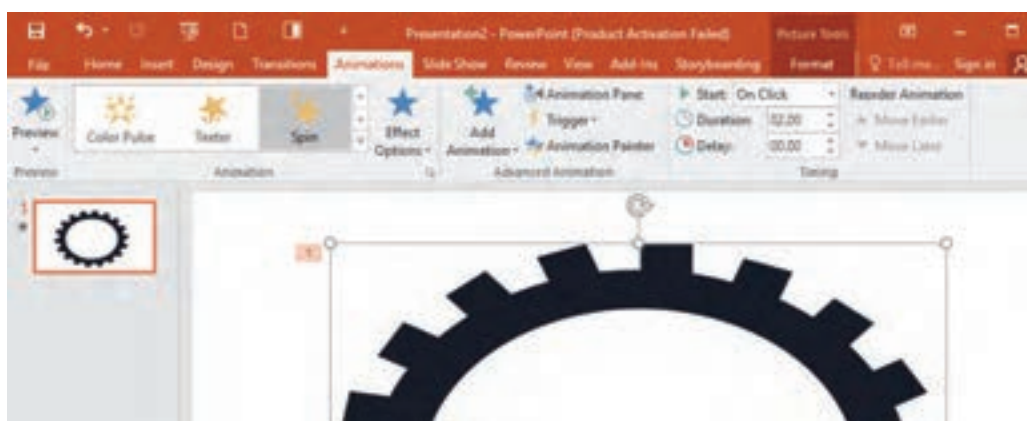 Presentation2 - PowerPoint (Product Activation Failed) Picture Tools
File Home Insert Design Transitions Animations Slide Show Review View Add-Ins Storyboarding Format Tell me... Sign in
Preview Color Pulse Teeter Spin Effect Options Add Animation Animation Pane Start: On Click Reorder Animation
Trigger Duration: 02.00 Move Earlier
Animation Painter Delay: 00.00 Move Later
Preview Animation Advanced Animation Timing
1
1